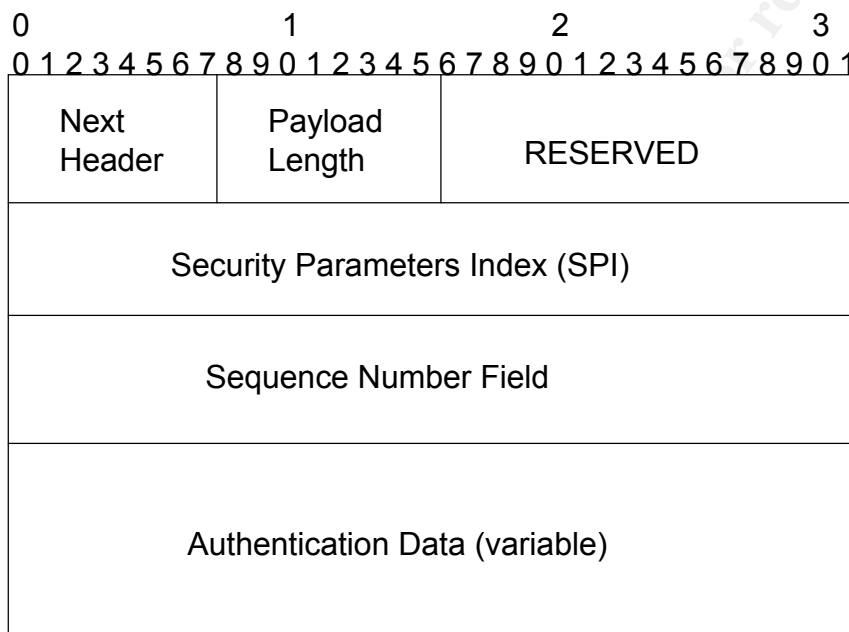 0 1 2 3
0 1 2 3 4 5 6 7 8 9 0 1 2 3 4 5 6 7 8 9 0 1 2 3 4 5 6 7 8 9 0 1
Next
Header
Payload
Length
RESERVED
Security Parameters Index (SPI)
Sequence Number Field
Authentication Data (variable)